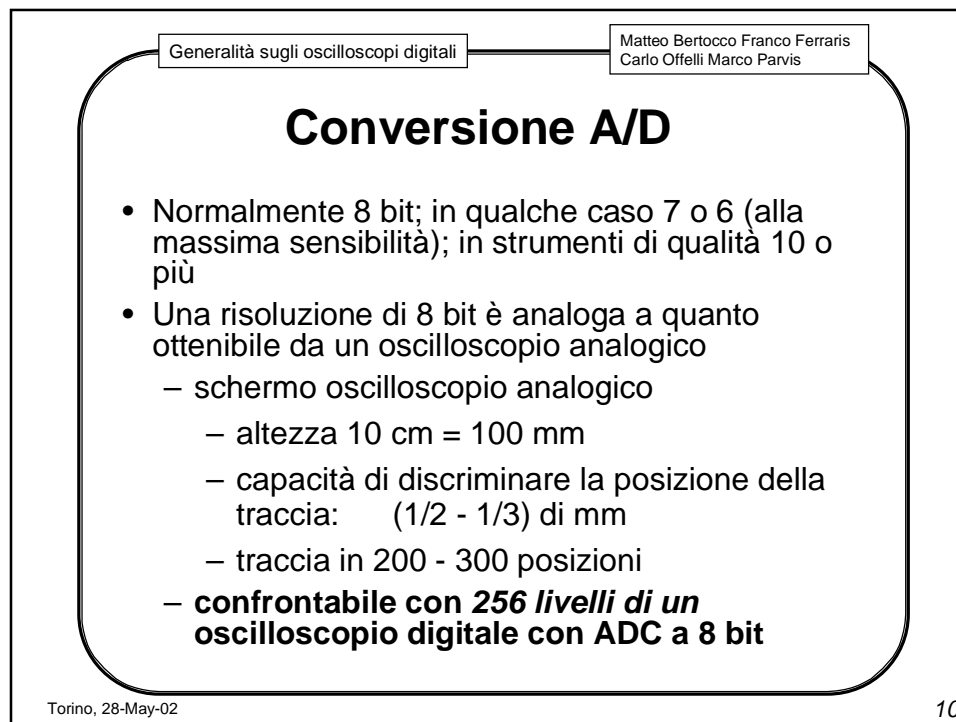 Generalità sugli oscilloscopi digitali
Matteo Bertocco Franco Ferraris
Carlo Offelli Marco Parvis
Conversione A/D
• Normalmente 8 bit; in qualche caso 7 o 6 (alla
massima sensibilità); in strumenti di qualità 10 o
più
• Una risoluzione di 8 bit è analoga a quanto
ottenibile da un oscilloscopio analogico
– schermo oscilloscopio analogico
– altezza 10 cm = 100 mm
– capacità di discriminare la posizione della
traccia: (1/2 - 1/3) di mm
– traccia in 200 - 300 posizioni
– confrontabile con 256 livelli di un
oscilloscopio digitale con ADC a 8 bit
Torino, 28-May-02
10